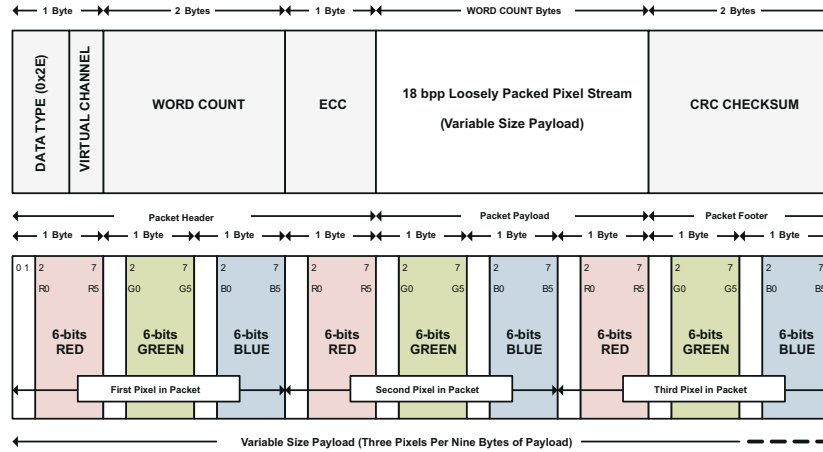 1 Byte 2 Bytes 1 Byte WORD COUNT Bytes 2 Bytes
DATA TYPE (0x2E)
VIRTUAL CHANNEL
WORD COUNT
ECC
18 bpp Loosely Packed Pixel Stream
(Variable Size Payload)
CRC CHECKSUM
Packet Header Packet Payload Packet Footer
1 Byte 1 Byte 1 Byte 1 Byte 1 Byte 1 Byte 1 Byte 1 Byte 1 Byte
0 1 2 7 2 7 2 7 2 7 2 7 2 7 2 7 2 7 2 7
R0 R5 G0 G5 B0 B5 R0 R5 G0 G5 B0 B5 R0 R5 G0 G5 B0 B5
6-bits 6-bits 6-bits 6-bits 6-bits 6-bits 6-bits 6-bits 6-bits
RED GREEN BLUE RED GREEN BLUE RED GREEN BLUE
First Pixel in Packet Second Pixel in Packet Third Pixel in Packet
Variable Size Payload (Three Pixels Per Nine Bytes of Payload)